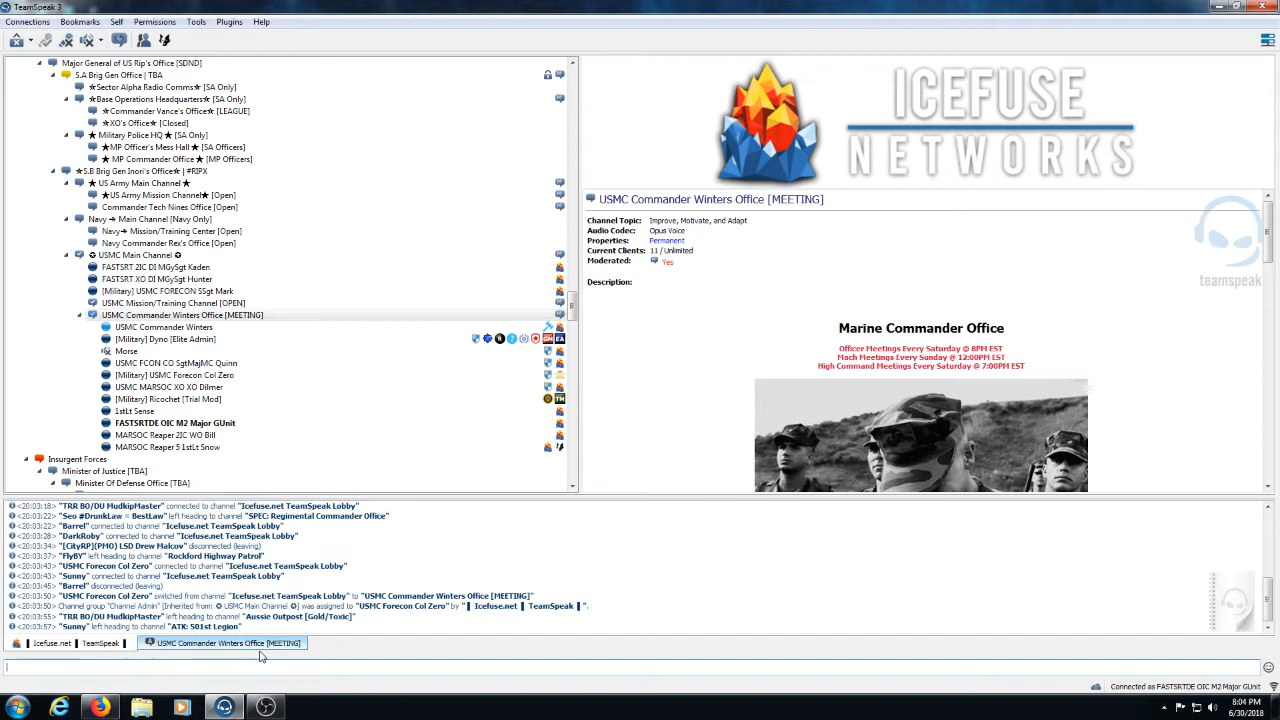 TeamSpeak 3
Connections Bookmarks Self Permissions Tools Plugins Help
Major General of US Rip's Office [SDND]
S.A Brig Gen Office | TBA
★Sector Alpha Radio Comms★ [SA Only]
★Base Operations Headquarters★ [SA Only]
☆Commander Vance's Office☆ [LEAGUE]
☆XO's Office☆ [Closed]
★ Military Police HQ ★ [SA Only]
★MP Officer's Mess Hall ★ [SA Officers]
★ MP Commander Office ★ [MP Officers]
☆S.B Brig Gen Inori's Office☆ | #RIPX
★ US Army Main Channel ★
★US Army Mission Channel★ [Open]
Commander Tech Nines Office [Open]
Navy ➔ Main Channel [Navy Only]
Navy➔ Mission/Training Center [Open]
Navy Commander Rex's Office [Open]
✪ USMC Main Channel ✪
FASTSRT 2IC DI MGySgt Kaden
FASTSRT XO DI MGySgt Hunter
[Military] USMC FORECON SSgt Mark
USMC Mission/Training Channel [OPEN]
USMC Commander Winters Office [MEETING]
USMC Commander Winters
[Military] Dyno [Elite Admin]
Morse
USMC FCON CO SgtMajMC Quinn
[Military] USMC Forecon Col Zero
USMC MARSOC XO XO Dilmer
[Military] Ricochet [Trial Mod]
1stLt Sense
FASTSRTDE OIC M2 Major GUnit
MARSOC Reaper 2IC WO Bill
MARSOC Reaper 5 1stLt Snow
Insurgent Forces
Minister of Justice [TBA]
Minister Of Defense Office [TBA]
ICEFUSE
NETWORKS
USMC Commander Winters Office [MEETING]
Channel Topic: Improve, Motivate, and Adapt
Audio Codec: Opus Voice
Properties: Permanent
Current Clients: 11 / Unlimited
Moderated: Yes
Description:
teamspeak
Marine Commander Office
Officer Meetings Every Saturday @ 8PM EST
Mach Meetings Every Sunday @ 12:00PM EST
High Command Meetings Every Saturday @ 7:00PM EST
<20:03:18> "TRR BO/DU MudkipMaster" connected to channel "Icefuse.net TeamSpeak Lobby"
<20:03:22> "Seo #DrunkLaw = BestLaw" left heading to channel "SPEC: Regimental Commander Office"
<20:03:22> "Barrel" connected to channel "Icefuse.net TeamSpeak Lobby"
<20:03:28> "DarkRoby" connected to channel "Icefuse.net TeamSpeak Lobby"
<20:03:34> "[CityRP](PMO) LSD Drew Malcov" disconnected (leaving)
<20:03:37> "FlyBY" left heading to channel "Rockford Highway Patrol"
<20:03:43> "USMC Forecon Col Zero" connected to channel "Icefuse.net TeamSpeak Lobby"
<20:03:43> "Sunny" connected to channel "Icefuse.net TeamSpeak Lobby"
<20:03:45> "Barrel" disconnected (leaving)
<20:03:50> "USMC Forecon Col Zero" switched from channel "Icefuse.net TeamSpeak Lobby" to "USMC Commander Winters Office [MEETING]"
<20:03:50> Channel group "Channel Admin" [Inherited from: ✪ USMC Main Channel ✪] was assigned to "USMC Forecon Col Zero" by "▐ Icefuse.net ▐ TeamSpeak ▐".
<20:03:55> "TRR BO/DU MudkipMaster" left heading to channel "Aussie Outpost [Gold/Toxic]"
<20:03:57> "Sunny" left heading to channel "ATK: 501st Legion"
▐ Icefuse.net ▐ TeamSpeak ▐ USMC Commander Winters Office [MEETING]
Connected as FASTSRTDE OIC M2 Major GUnit
8:04 PM
6/30/2018